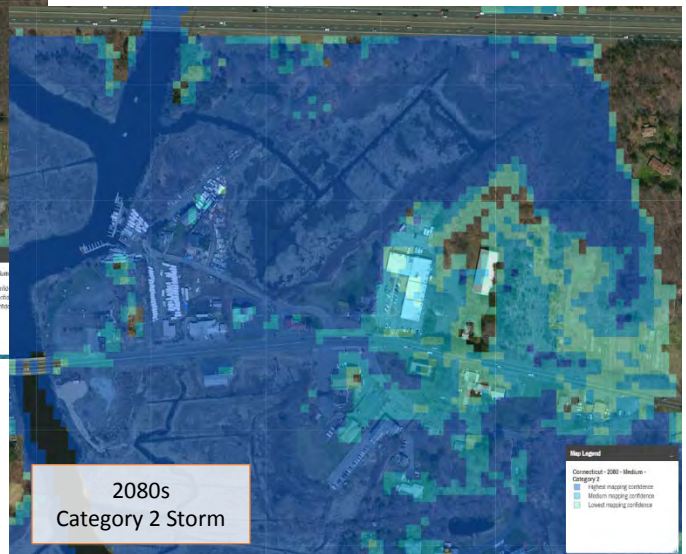 2080s
Category 2 Storm
Map Legend
Connecticut - 2080 - Medium -
Category 2
Highest mapping confidence
Medium mapping confidence
Lowest mapping confidence